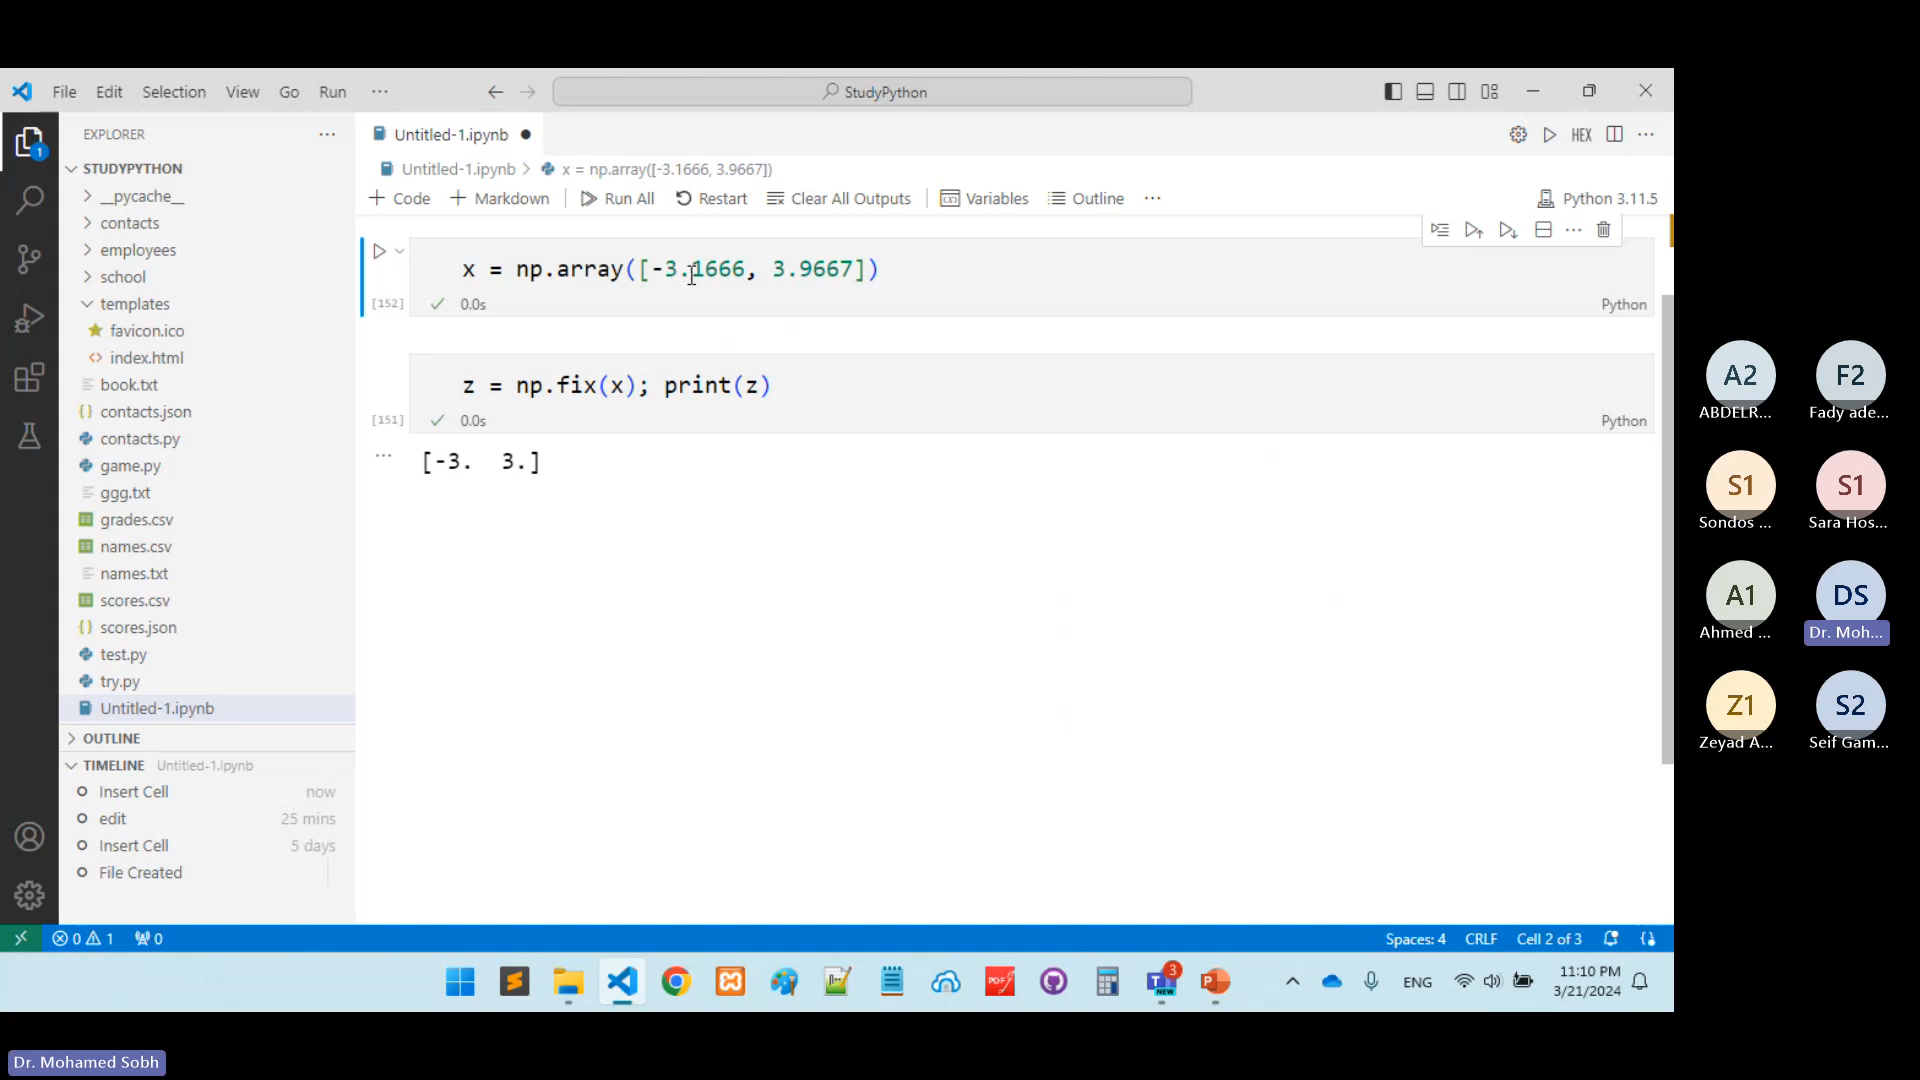 File Edit Selection View Go Run ...
StudyPython
EXPLORER
STUDYPYTHON
__pycache__
contacts
employees
school
templates
favicon.ico
index.html
book.txt
contacts.json
contacts.py
game.py
ggg.txt
grades.csv
names.csv
names.txt
scores.csv
scores.json
test.py
try.py
Untitled-1.ipynb
OUTLINE
TIMELINE Untitled-1.ipynb
Insert Cell now
edit 25 mins
Insert Cell 5 days
File Created
1
Untitled-1.ipynb
HEX
Untitled-1.ipynb > x = np.array([-3.1666, 3.9667])
+ Code + Markdown Run All Restart Clear All Outputs Variables Outline ...
Python 3.11.5
x = np.array([-3.1666, 3.9667])
[152] 0.0s Python
z = np.fix(x); print(z)
[151] 0.0s Python
[-3.  3.]
0 1 0
Spaces: 4 CRLF Cell 2 of 3
PDF
3
T
NEW
P
ENG
11:10 PM
3/21/2024
A2
ABDELR...
F2
Fady ade...
S1
Sondos ...
S1
Sara Hos...
A1
Ahmed ...
DS
Dr. Moh...
Z1
Zeyad A...
S2
Seif Gam...
Dr. Mohamed Sobh